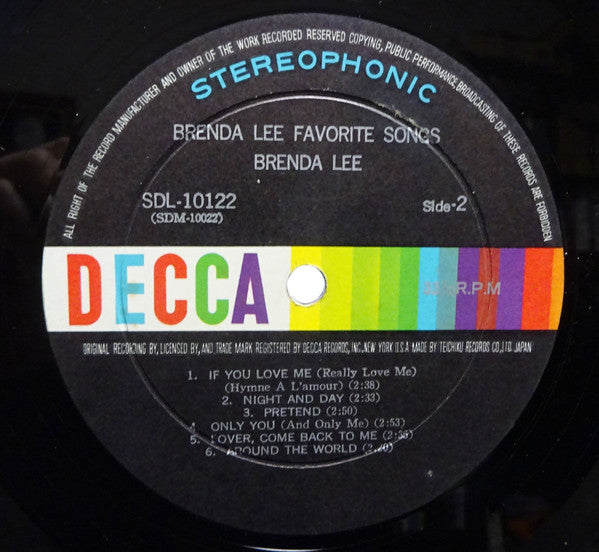 ALL RIGHT OF THE RECORD MANUFACTURER AND OWNER OF THE WORK RECORDED RESERVED COPYING, PUBLIC PERFORMANCE, BROADCASTING OF THESE RECORDS ARE FORBIDDEN
STEREOPHONIC
BRENDA LEE FAVORITE SONGS
BRENDA LEE
SDL-10122
(SDM-10022)
Side-2
DECCA
R.P.M
ORIGINAL RECORDING BY, LICENSED BY, AND TRADE MARK REGISTERED BY DECCA RECORDS, INC. NEW YORK U.S.A MADE BY TEICHIKU RECORDS CO., LTD. JAPAN
1. IF YOU LOVE ME (Really Love Me)
(Hymne A L'amour) (2:38)
2. NIGHT AND DAY (2:33)
3. PRETEND (2:50)
4. ONLY YOU (And Only Me) (2:53)
5. LOVER, COME BACK TO ME (2:35)
6. AROUND THE WORLD